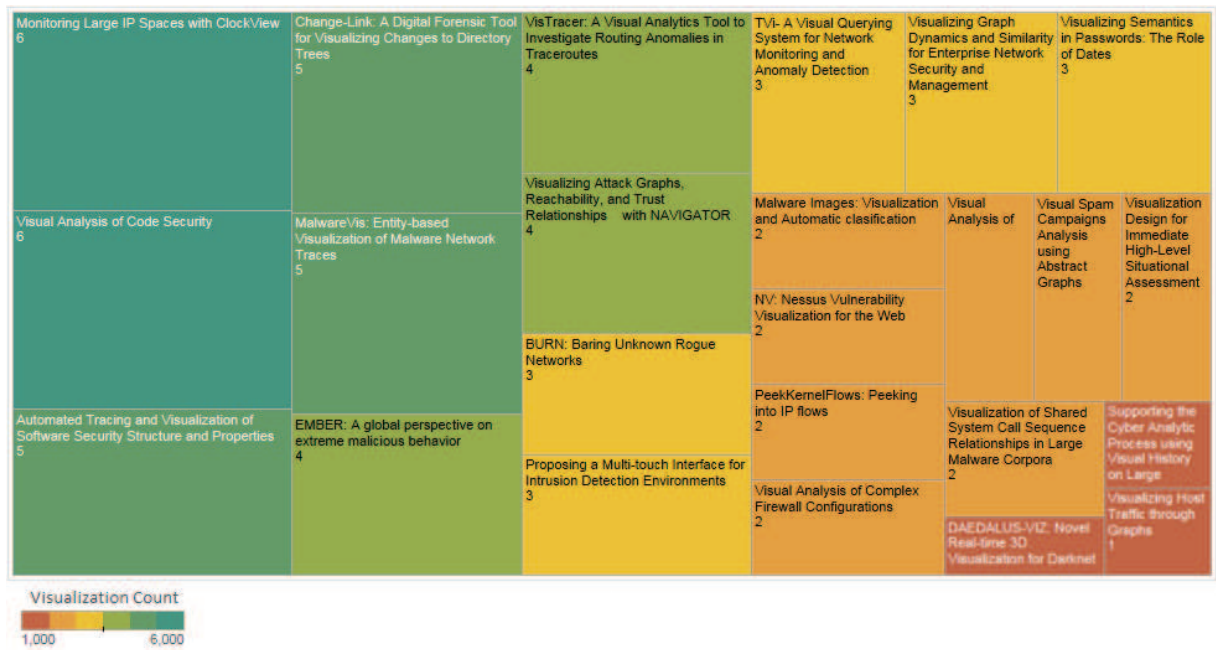 Monitoring Large IP Spaces with ClockView
6
Visual Analysis of Code Security
6
Automated Tracing and Visualization of
Software Security Structure and Properties
5
Change-Link: A Digital Forensic Tool
for Visualizing Changes to Directory
Trees
5
MalwareVis: Entity-based
Visualization of Malware Network
Traces
5
EMBER: A global perspective on
extreme malicious behavior
4
VisTracer: A Visual Analytics Tool to
Investigate Routing Anomalies in
Traceroutes
4
Visualizing Attack Graphs,
Reachability, and Trust
Relationships with NAVIGATOR
4
BURN: Baring Unknown Rogue
Networks
3
Proposing a Multi-touch Interface for
Intrusion Detection Environments
3
TVi- A Visual Querying
System for Network
Monitoring and
Anomaly Detection
3
Visualizing Graph
Dynamics and Similarity
for Enterprise Network
Security and
Management
3
Visualizing Semantics
in Passwords: The Role
of Dates
3
Malware Images: Visualization
and Automatic clasification
2
NV: Nessus Vulnerability
Visualization for the Web
2
PeekKernelFlows: Peeking
into IP flows
2
Visual Analysis of Complex
Firewall Configurations
2
Visual
Analysis of
Visual Spam
Campaigns
Analysis
using
Abstract
Graphs
Visualization
Design for
Immediate
High-Level
Situational
Assessment
2
Visualization of Shared
System Call Sequence
Relationships in Large
Malware Corpora
2
DAEDALUS-VIZ: Novel
Real-time 3D
Visualization for Darknet
Supporting the
Cyber Analytic
Process using
Visual History
on Large
Visualizing Host
Traffic through
Graphs
1
Visualization Count
1,000 6,000